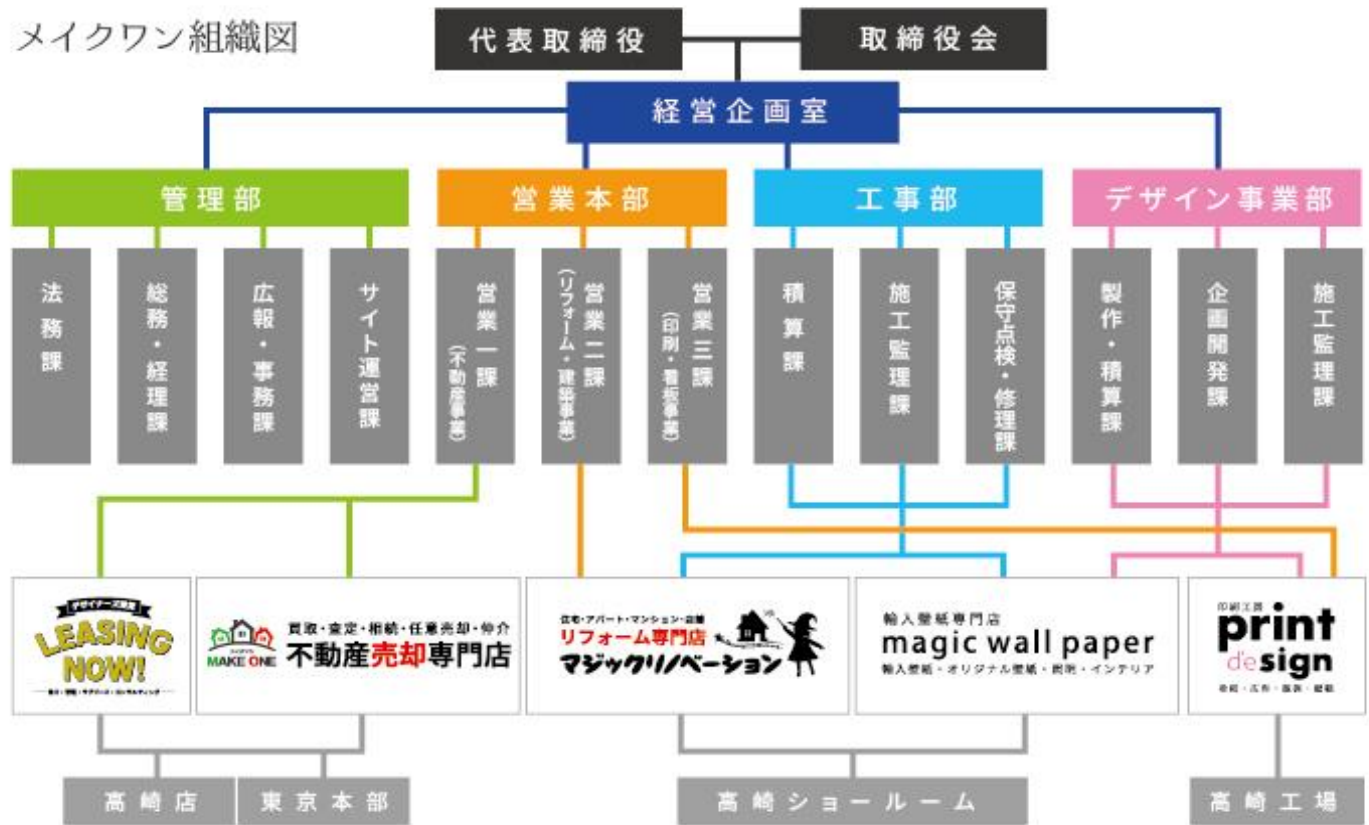 メイクワン組織図
代表取締役
取締役会
経営企画室
管理部
営業本部
工事部
デザイン事業部
法務課
総務・経理課
広報・事務課
サイト運営課
営業一課
（不動産事業）
営業二課
（リフォーム・建築事業）
営業三課
（印刷・看板事業）
積算課
施工監理課
保守点検・修理課
製作・積算課
企画開発課
施工監理課
LEASING
NOW!
MAKE ONE
買取・査定・相続・任意売却・仲介
不動産売却専門店
住宅・アパート・マンション・店舗
リフォーム専門店
マジックリノベーション
輸入壁紙専門店
magic wall paper
輸入壁紙・オリジナル壁紙・照明・インテリア
印刷工房
print
de sign
高崎店
東京本部
高崎ショールーム
高崎工場